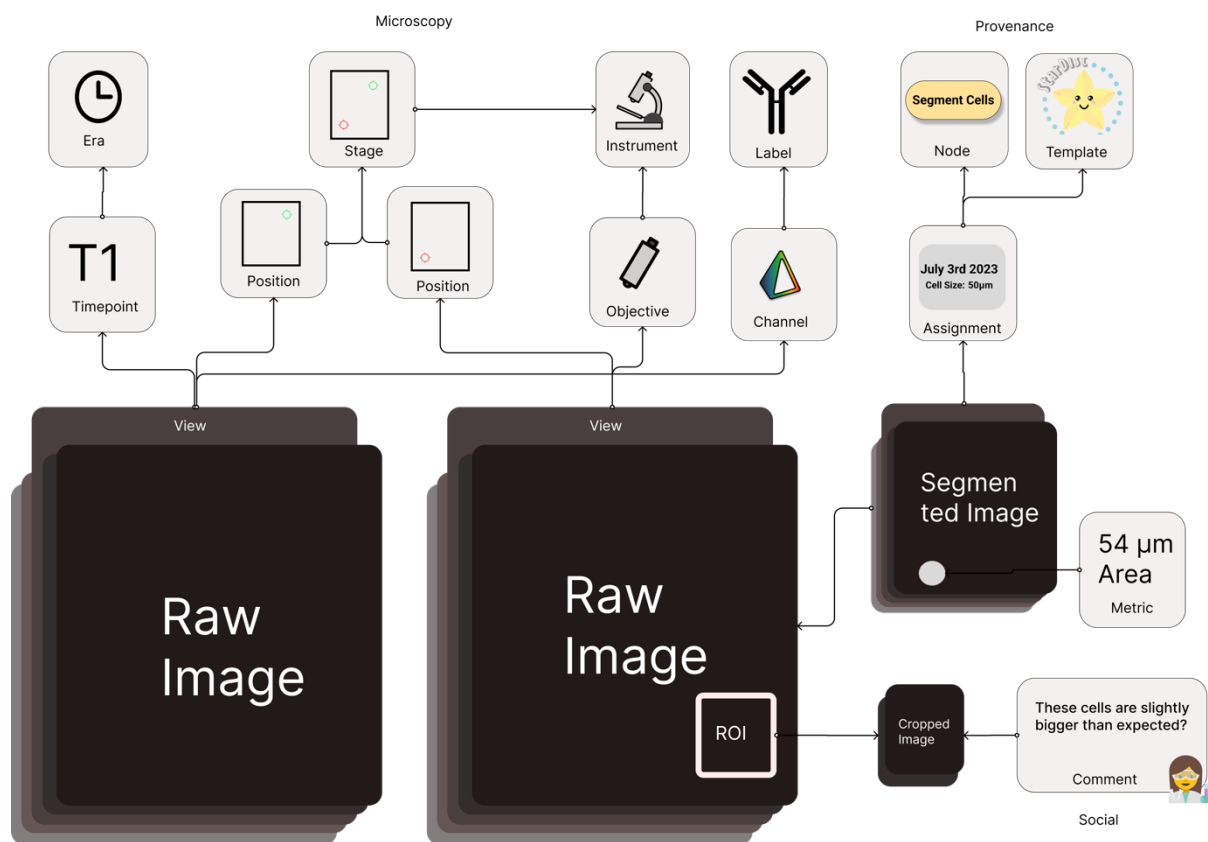 Microscopy
Provenance
Era
Stage
Instrument
Label
Segment Cells
Node
StarDist
Template
T1
Timepoint
Position
Position
Objective
Channel
July 3rd 2023
Cell Size: 50µm
Assignment
View
View
Raw
Image
Raw
Image
ROI
Segmen
ted Image
54 µm
Area
Metric
Cropped
Image
These cells are slightly
bigger than expected?
Comment
Social